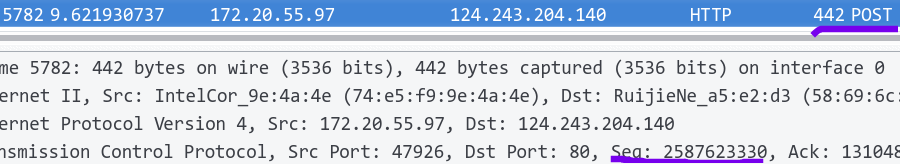 5782 9.621930737 172.20.55.97 124.243.204.140 HTTP 442 POST
me 5782: 442 bytes on wire (3536 bits), 442 bytes captured (3536 bits) on interface 0
ernet II, Src: IntelCor_9e:4a:4e (74:e5:f9:9e:4a:4e), Dst: RuijieNe_a5:e2:d3 (58:69:6c:
ernet Protocol Version 4, Src: 172.20.55.97, Dst: 124.243.204.140
nsmission Control Protocol, Src Port: 47926, Dst Port: 80, Seq: 2587623330, Ack: 131048